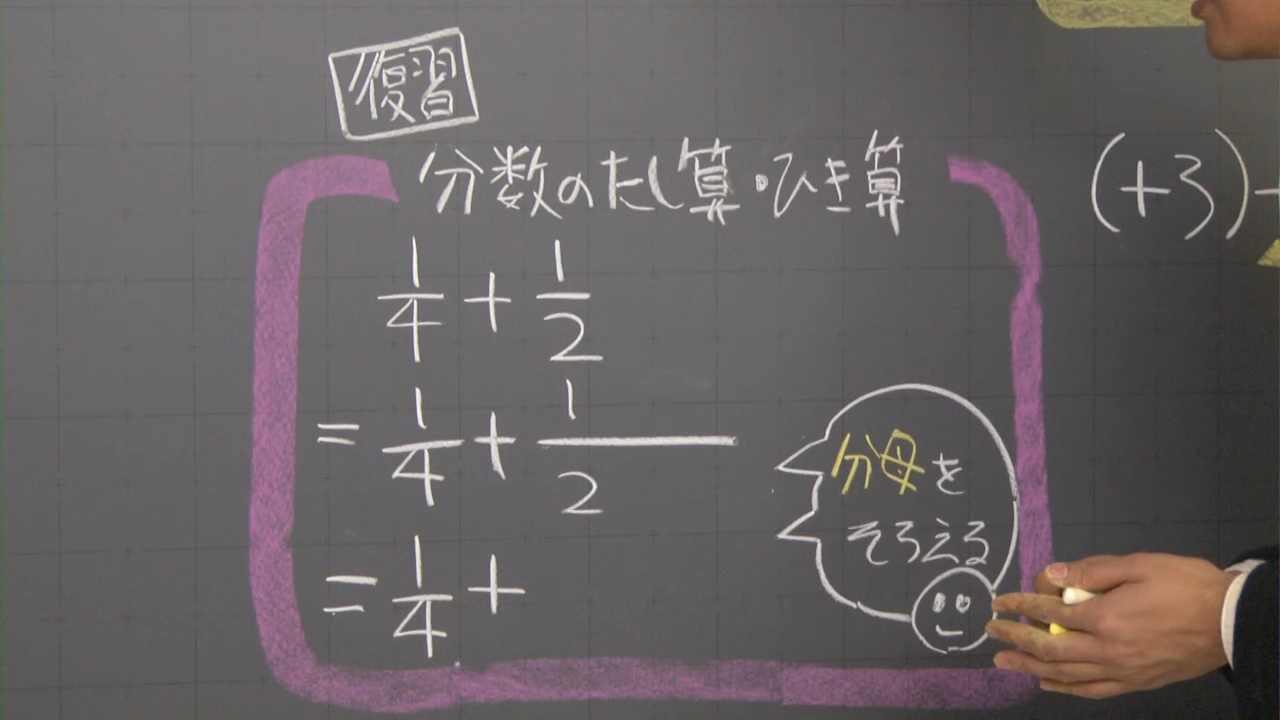 復習
分数のたし算・ひき算
1/4 + 1/2
= 1/4 + 1/2
= 1/4 +
分母を
そろえる
(+3)